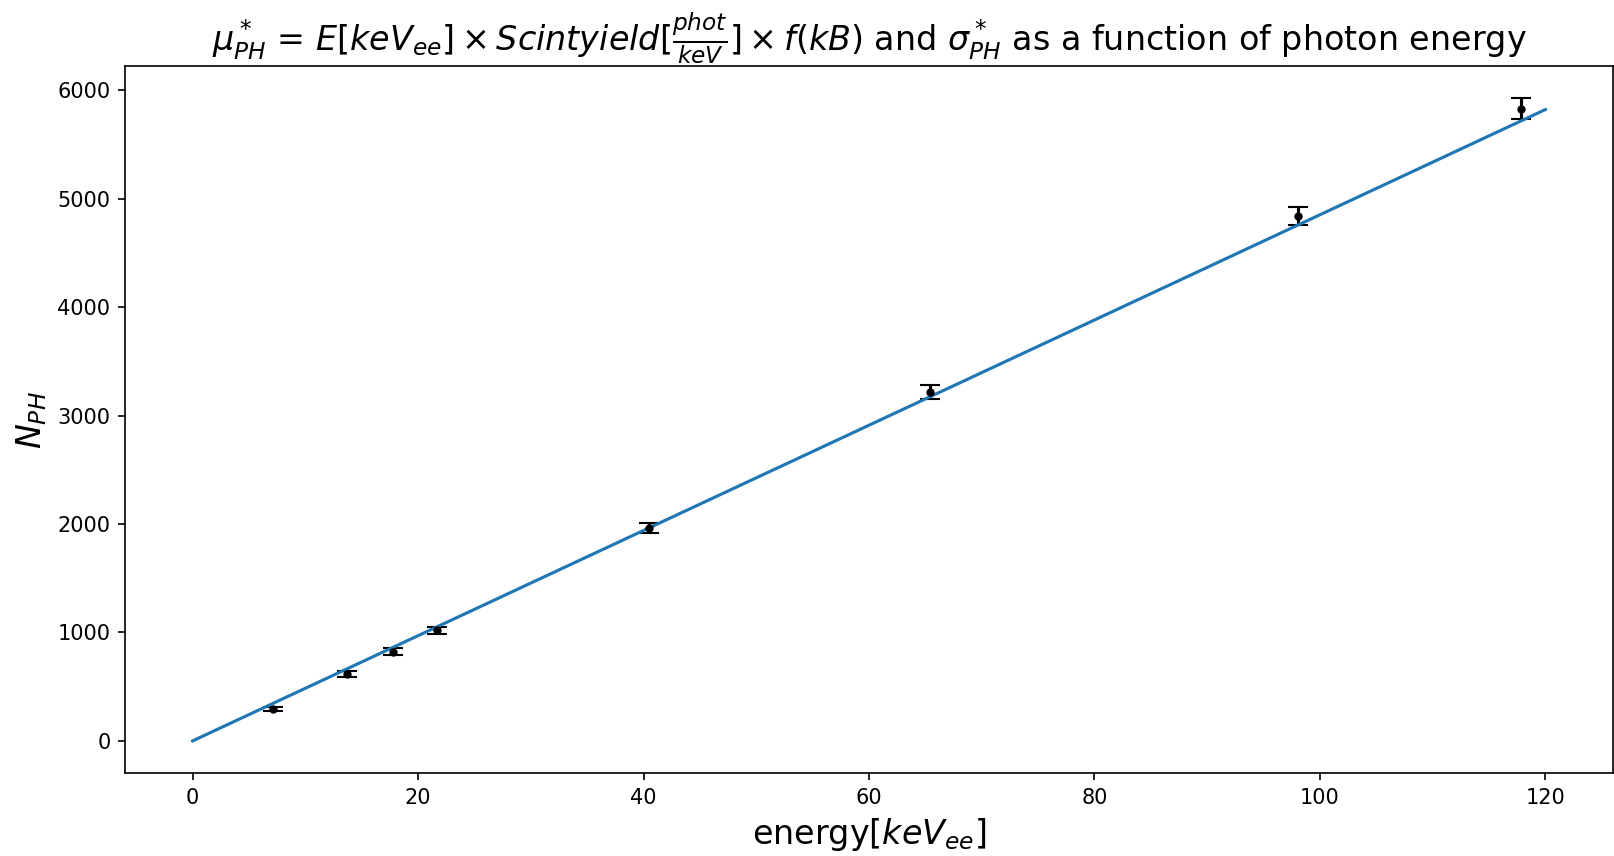 μ*PH = E[keVee] × Scintyield[phot/keV] × f(kB) and σ*PH as a function of photon energy
6000
5000
4000
3000
2000
1000
0
NPH
0 20 40 60 80 100 120
energy[keVee]